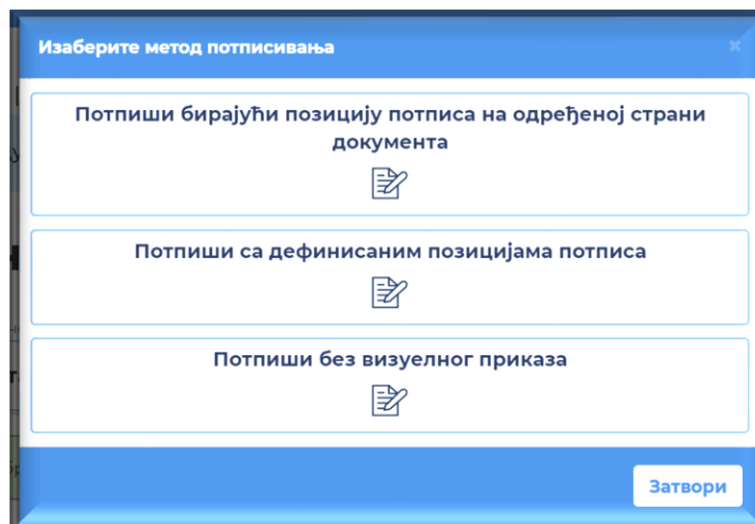 Изаберите метод потписивања
Потпиши бирајући позицију потписа на одређеној страни
документа
Потпиши са дефинисаним позицијама потписа
Потпиши без визуелног приказа
Затвори